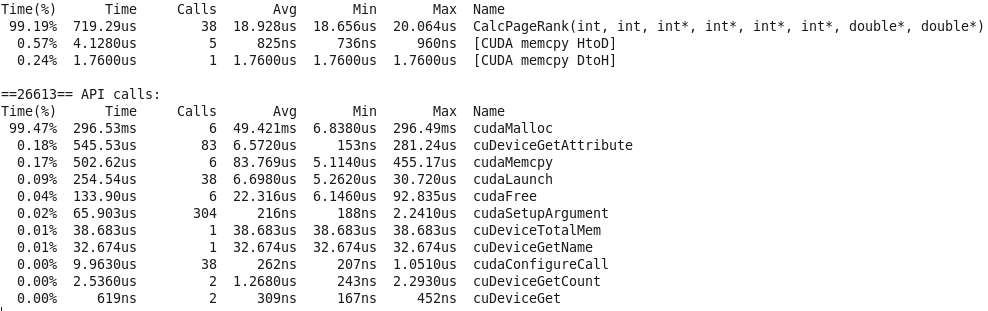 Time(%)      Time     Calls       Avg       Min       Max  Name
 99.19%  719.29us        38  18.928us  18.656us  20.064us  CalcPageRank(int, int, int*, int*, int*, int*, double*, double*)
  0.57%  4.1280us         5     825ns     736ns     960ns  [CUDA memcpy HtoD]
  0.24%  1.7600us         1  1.7600us  1.7600us  1.7600us  [CUDA memcpy DtoH]

==26613== API calls:
Time(%)      Time     Calls       Avg       Min       Max  Name
 99.47%  296.53ms         6  49.421ms  6.8380us  296.49ms  cudaMalloc
  0.18%  545.53us        83  6.5720us     153ns  281.24us  cuDeviceGetAttribute
  0.17%  502.62us         6  83.769us  5.1140us  455.17us  cudaMemcpy
  0.09%  254.54us        38  6.6980us  5.2620us  30.720us  cudaLaunch
  0.04%  133.90us         6  22.316us  6.1460us  92.835us  cudaFree
  0.02%  65.903us       304     216ns     188ns  2.2410us  cudaSetupArgument
  0.01%  38.683us         1  38.683us  38.683us  38.683us  cuDeviceTotalMem
  0.01%  32.674us         1  32.674us  32.674us  32.674us  cuDeviceGetName
  0.00%  9.9630us        38     262ns     207ns  1.0510us  cudaConfigureCall
  0.00%  2.5360us         2  1.2680us     243ns  2.2930us  cuDeviceGetCount
  0.00%     619ns         2     309ns     167ns     452ns  cuDeviceGet